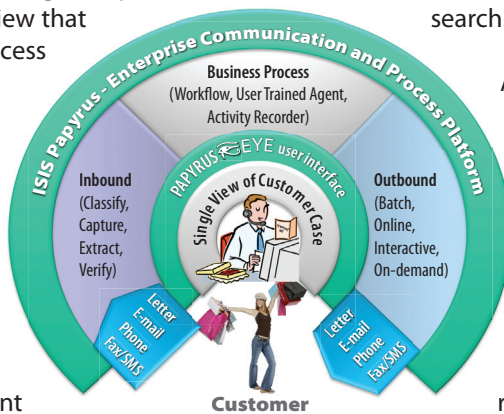 iew that
search
cess
ISIS Papyrus - Enterprise Communication and Process Platform
Business Process
(Workflow, User Trained Agent,
Activity Recorder)
PAPYRUS EYE user interface
Single View of Customer Case
Inbound
(Classify,
Capture,
Extract,
Verify)
Outbound
(Batch,
Online,
Interactive,
On-demand)
Letter
E-mail
Phone
Fax/SMS
Letter
E-mail
Phone
Fax/SMS
nt
Customer